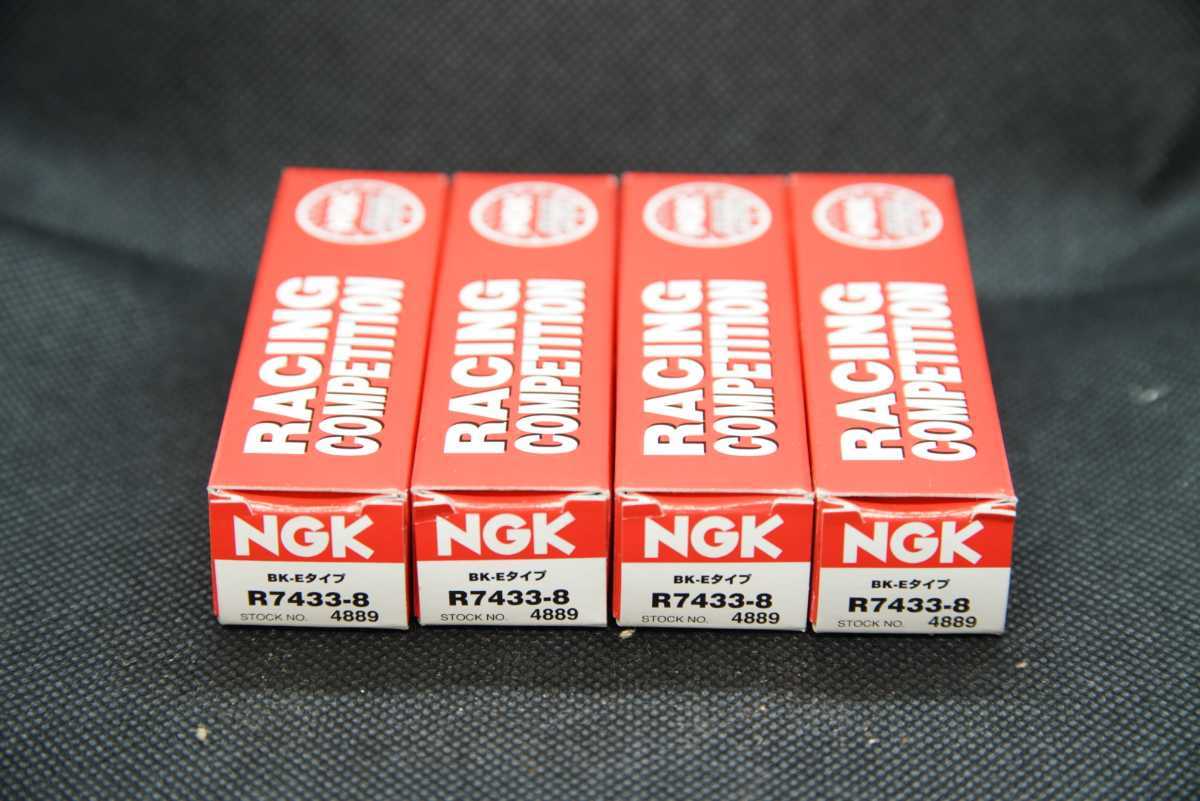 RACING
COMPETITION
NGK
BK-Eタイプ
R7433-8
STOCK NO. 4889
RACING
COMPETITION
NGK
BK-Eタイプ
R7433-8
STOCK NO. 4889
RACING
COMPETITION
NGK
BK-Eタイプ
R7433-8
STOCK NO. 4889
RACING
COMPETITION
NGK
BK-Eタイプ
R7433-8
STOCK NO. 4889